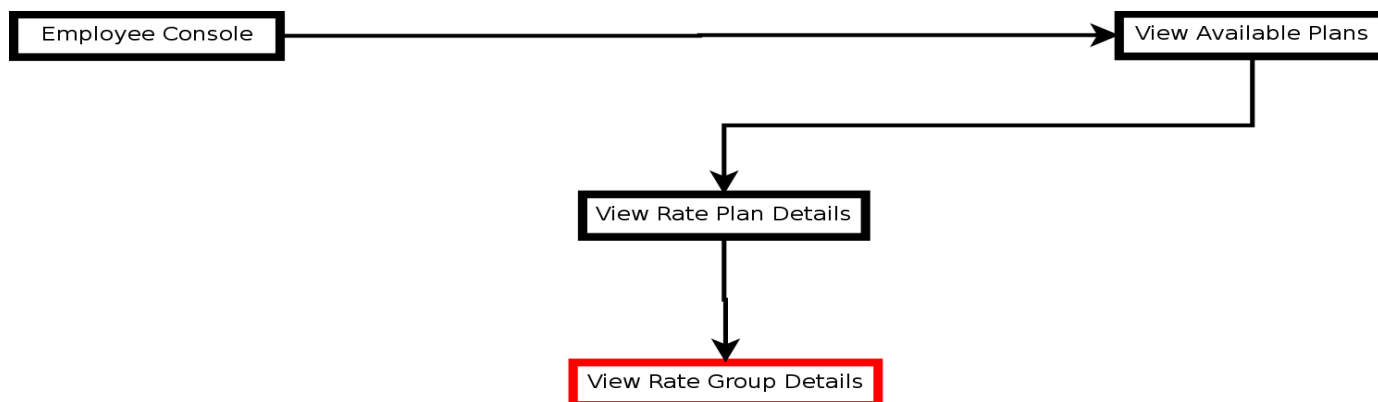 Employee Console
View Available Plans
View Rate Plan Details
View Rate Group Details